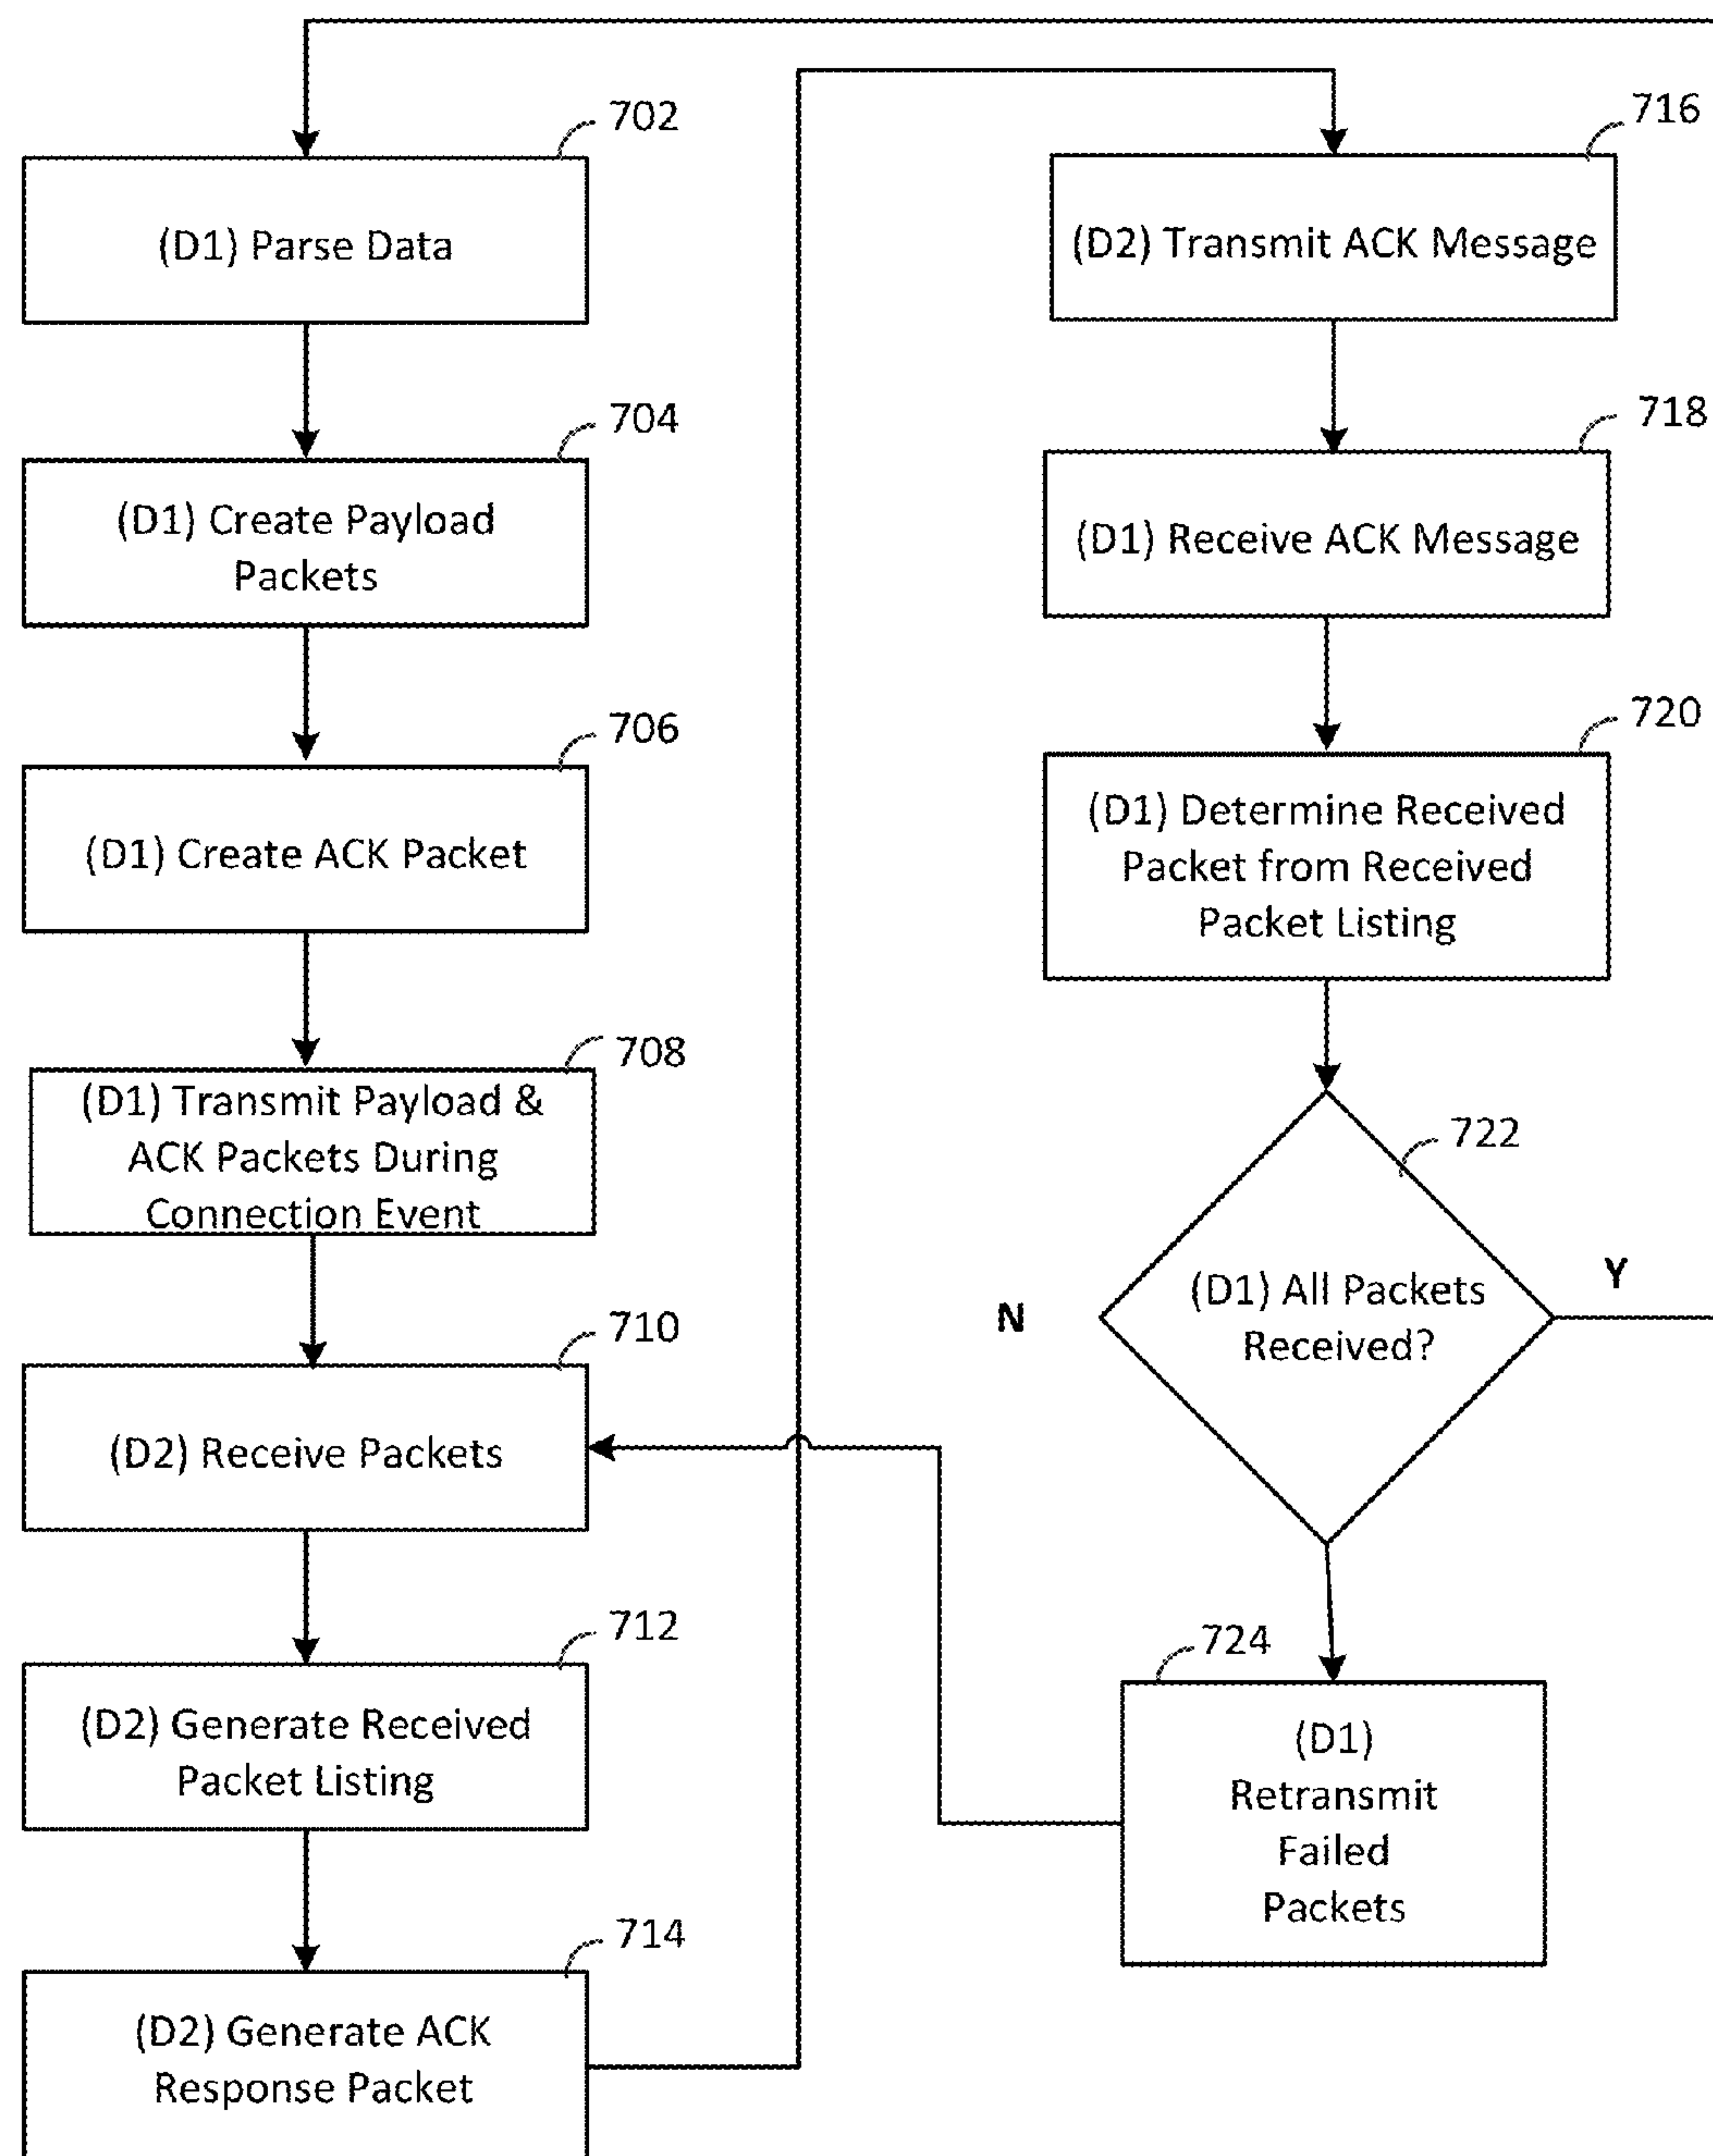 702
(D1) Parse Data
704
(D1) Create Payload
Packets
706
(D1) Create ACK Packet
708
(D1) Transmit Payload &
ACK Packets During
Connection Event
710
(D2) Receive Packets
712
(D2) Generate Received
Packet Listing
714
(D2) Generate ACK
Response Packet
716
(D2) Transmit ACK Message
718
(D1) Receive ACK Message
720
(D1) Determine Received
Packet from Received
Packet Listing
722
(D1) All Packets
Received?
N
Y
724
(D1)
Retransmit
Failed
Packets